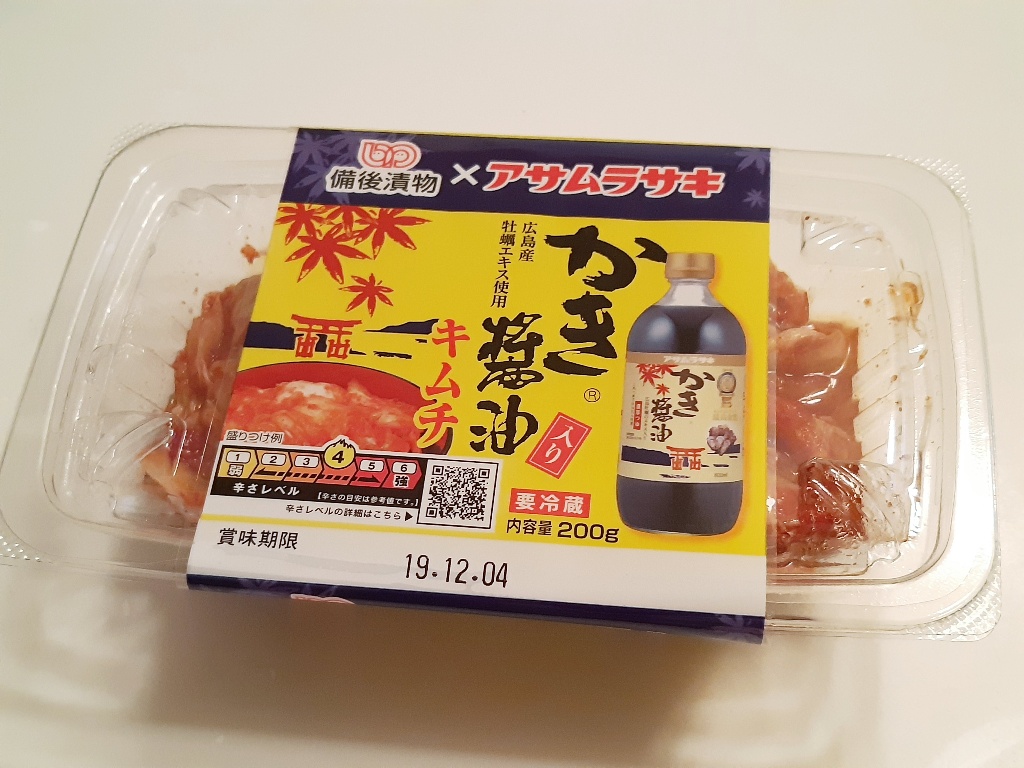 bp
備後漬物×アサムラサキ
広島産
牡蠣エキス使用
かき
醬油
®
入り
キムチ
アサムラサキ
かき
醬油
盛りつけ例
1 2 3 4 5 6
弱 強
辛さレベル 【辛さの目安は参考値です。】
辛さレベルの詳細はこちら▶
要冷蔵
内容量 200g
賞味期限
19.12.04